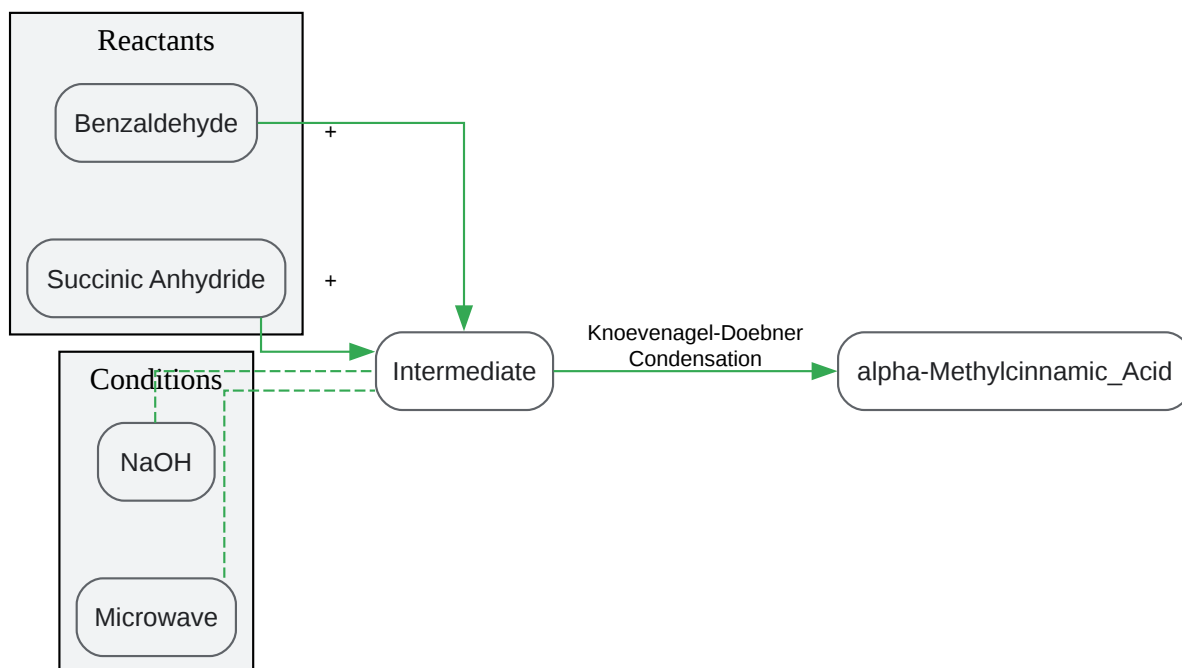 Reactants
Benzaldehyde
+
Succinic Anhydride
+
Knoevenagel-Doebner
Condensation
Intermediate
alpha-Methylcinnamic_Acid
Conditions
NaOH
Microwave